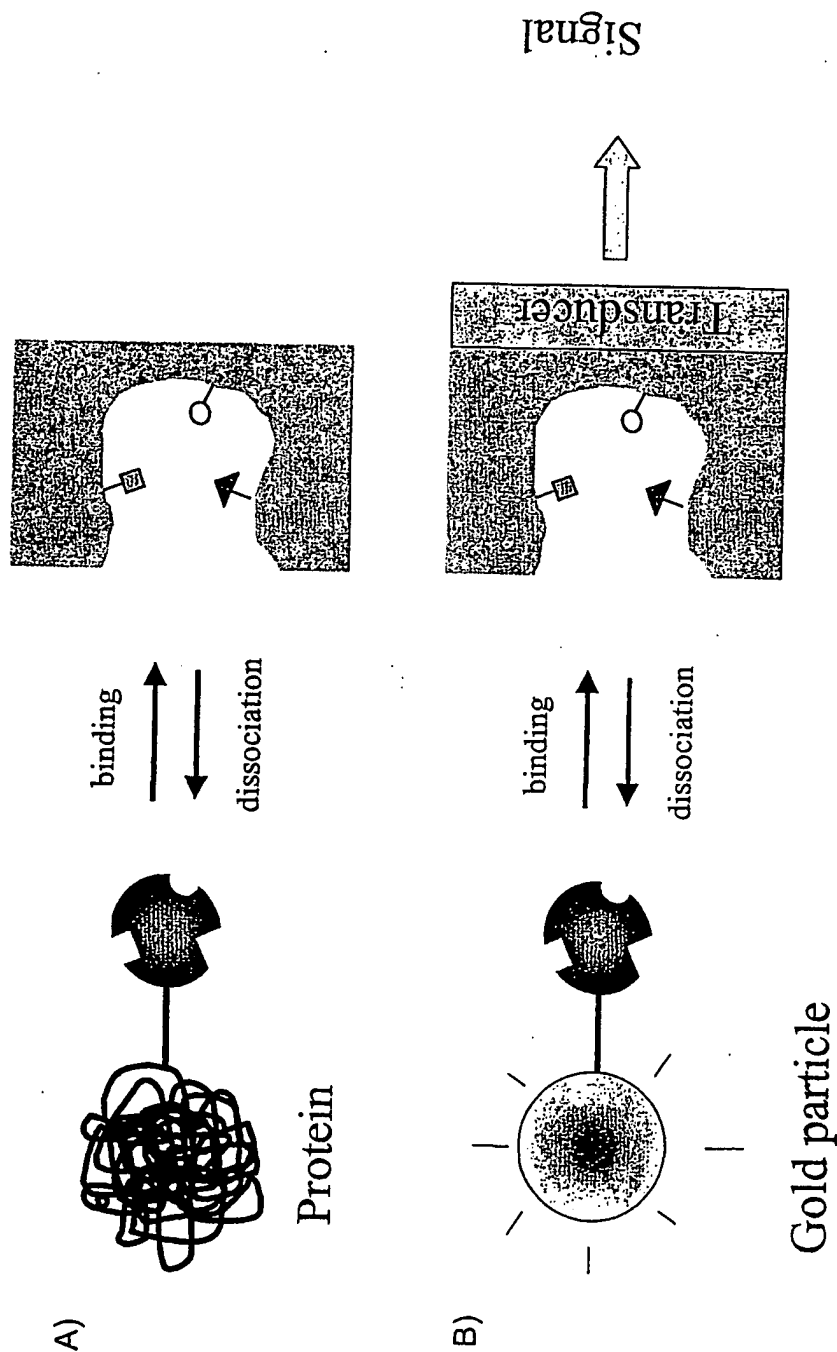 A)
Protein
binding
dissociation
B)
Gold particle
binding
dissociation
Transducer
Signal